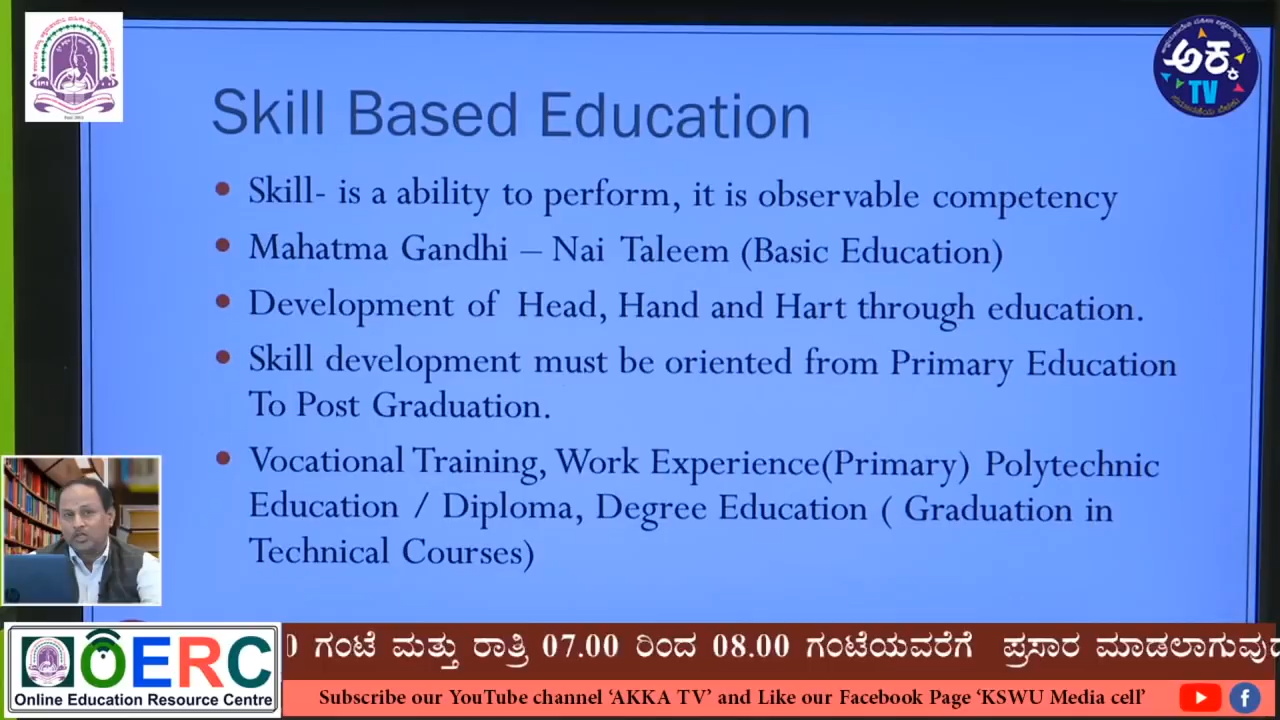 ಅಕ್ಕ
TV
Skill Based Education
Skill- is a ability to perform, it is observable competency
Mahatma Gandhi – Nai Taleem (Basic Education)
Development of Head, Hand and Hart through education.
Skill development must be oriented from Primary Education
To Post Graduation.
Vocational Training, Work Experience(Primary) Polytechnic
Education / Diploma, Degree Education ( Graduation in
Technical Courses)
OERC
Online Education Resource Centre
0 ಗಂಟೆ ಮತ್ತು ರಾತ್ರಿ 07.00 ರಿಂದ 08.00 ಗಂಟೆಯವರೆಗೆ ಪ್ರಸಾರ ಮಾಡಲಾಗುವುದ
Subscribe our YouTube channel ‘AKKA TV’ and Like our Facebook Page ‘KSWU Media cell’